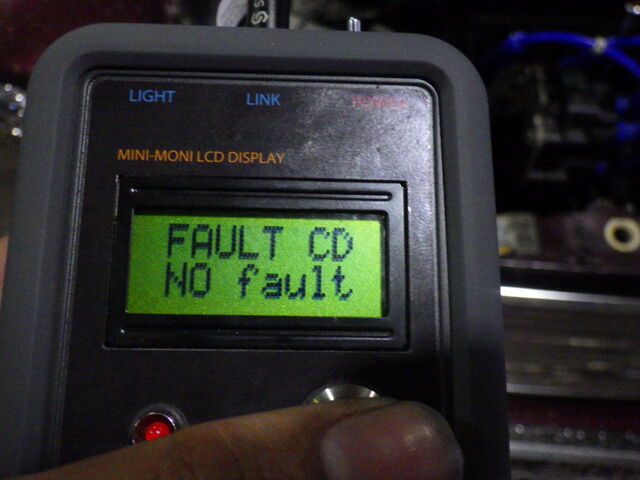 LIGHT LINK POWER
MINI-MONI LCD DISPLAY
FAULT CD
NO fault